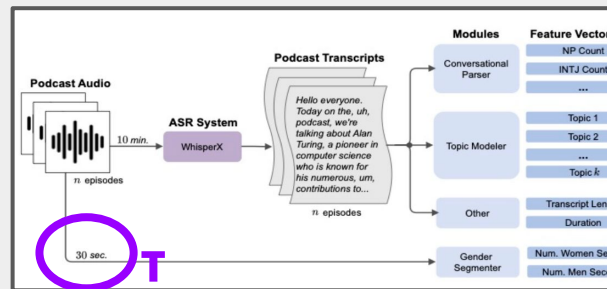 Modules
Feature Vector
Podcast Audio
10 min.
n episodes
ASR System
WhisperX
Podcast Transcripts
Hello everyone.
Today on the, uh,
podcast, we're
talking about Alan
Turing, a pioneer in
computer science
who is known for
his numerous, um,
contributions to...
n episodes
Conversational
Parser
NP Count
INTJ Count
...
Topic Modeler
Topic 1
Topic 2
...
Topic k
Other
Transcript Len
Duration
30 sec.
T
Gender
Segmenter
Num. Women Se
Num. Men Seco